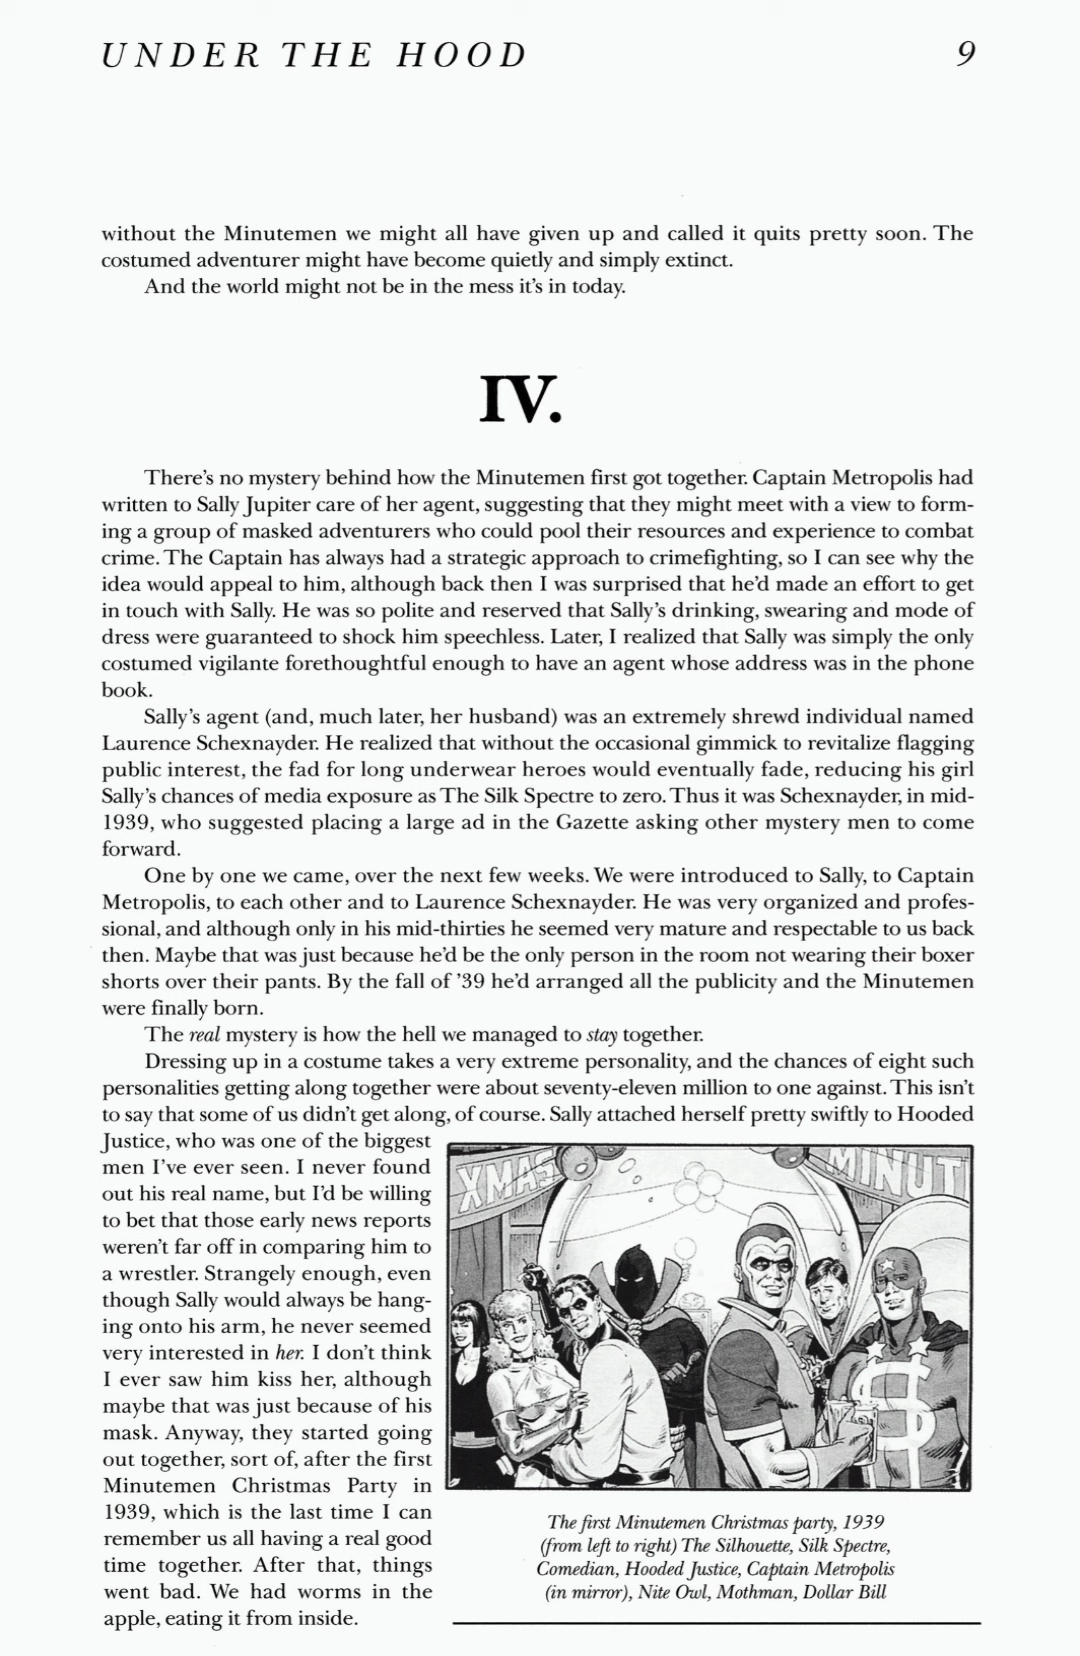 UNDER THE HOOD 9
without the Minutemen we might all have given up and called it quits pretty soon. The
costumed adventurer might have become quietly and simply extinct.
And the world might not be in the mess it's in today.
IV.
There's no mystery behind how the Minutemen first got together. Captain Metropolis had
written to Sally Jupiter care of her agent, suggesting that they might meet with a view to form-
ing a group of masked adventurers who could pool their resources and experience to combat
crime. The Captain has always had a strategic approach to crimefighting, so I can see why the
idea would appeal to him, although back then I was surprised that he'd made an effort to get
in touch with Sally. He was so polite and reserved that Sally's drinking, swearing and mode of
dress were guaranteed to shock him speechless. Later, I realized that Sally was simply the only
costumed vigilante forethoughtful enough to have an agent whose address was in the phone
book.
Sally's agent (and, much later, her husband) was an extremely shrewd individual named
Laurence Schexnayder. He realized that without the occasional gimmick to revitalize flagging
public interest, the fad for long underwear heroes would eventually fade, reducing his girl
Sally's chances of media exposure as The Silk Spectre to zero. Thus it was Schexnayder, in mid-
1939, who suggested placing a large ad in the Gazette asking other mystery men to come
forward.
One by one we came, over the next few weeks. We were introduced to Sally, to Captain
Metropolis, to each other and to Laurence Schexnayder. He was very organized and profes-
sional, and although only in his mid-thirties he seemed very mature and respectable to us back
then. Maybe that was just because he'd be the only person in the room not wearing their boxer
shorts over their pants. By the fall of '39 he'd arranged all the publicity and the Minutemen
were finally born.
The real mystery is how the hell we managed to stay together.
Dressing up in a costume takes a very extreme personality, and the chances of eight such
personalities getting along together were about seventy-eleven million to one against. This isn't
to say that some of us didn't get along, of course. Sally attached herself pretty swiftly to Hooded
Justice, who was one of the biggest
men I've ever seen. I never found
out his real name, but I'd be willing
to bet that those early news reports
weren't far off in comparing him to
a wrestler. Strangely enough, even
though Sally would always be hang-
ing onto his arm, he never seemed
very interested in her. I don't think
I ever saw him kiss her, although
maybe that was just because of his
mask. Anyway, they started going
out together, sort of, after the first
Minutemen Christmas Party in
1939, which is the last time I can
remember us all having a real good
time together. After that, things
went bad. We had worms in the
apple, eating it from inside.
XMAS
MINUT
The first Minutemen Christmas party, 1939
(from left to right) The Silhouette, Silk Spectre,
Comedian, Hooded Justice, Captain Metropolis
(in mirror), Nite Owl, Mothman, Dollar Bill